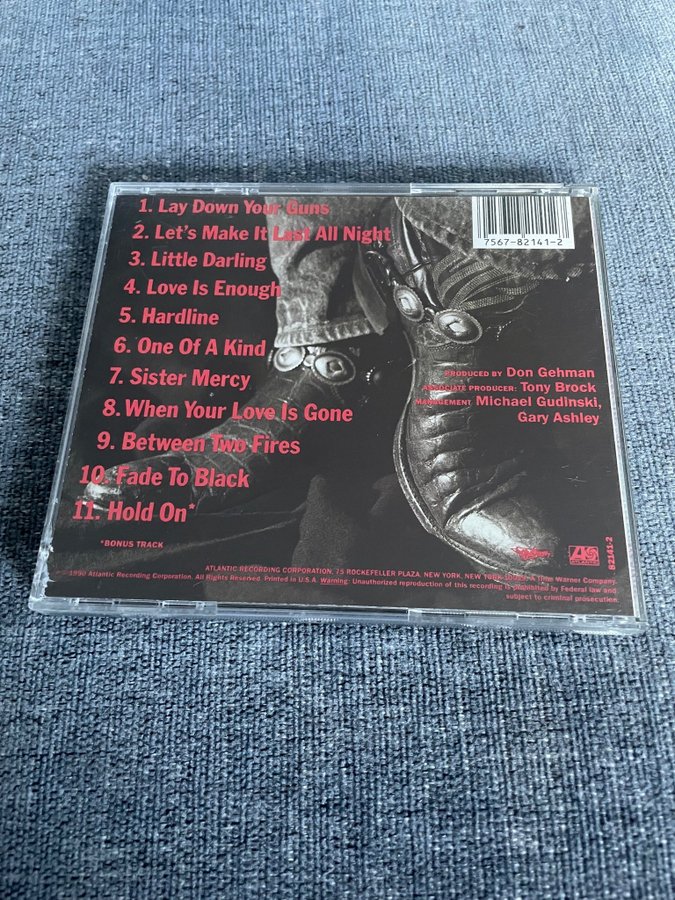 1. Lay Down Your Guns
2. Let's Make It Last All Night
3. Little Darling
4. Love Is Enough
5. Hardline
6. One Of A Kind
7. Sister Mercy
8. When Your Love Is Gone
9. Between Two Fires
10. Fade To Black
11. Hold On*
*BONUS TRACK
7567-82141-2
PRODUCED BY Don Gehman
ASSOCIATE PRODUCER: Tony Brock
MANAGEMENT Michael Gudinski,
Gary Ashley
82141-2
ATLANTIC RECORDING CORPORATION, 75 ROCKEFELLER PLAZA, NEW YORK, NEW YORK 10019. A Time Warner Company.
1990 Atlantic Recording Corporation. All Rights Reserved. Printed in U.S.A. Warning: Unauthorized reproduction of this recording is prohibited by Federal law and
subject to criminal prosecution.